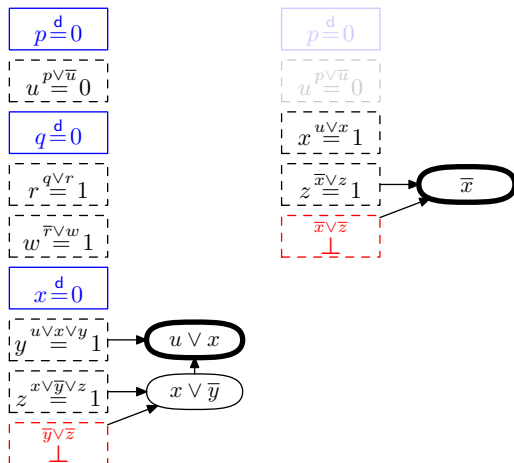 p =^d 0
u =^{p∨u̅} 0
q =^d 0
r =^{q∨r} 1
w =^{r̅∨w} 1
x =^d 0
y =^{u∨x∨y} 1
u ∨ x
z =^{x∨y̅∨z} 1
x ∨ y̅
y̅∨z̅
⊥
p =^d 0
u =^{p∨u̅} 0
x =^{u∨x} 1
z =^{x̅∨z} 1
x̅
x̅∨z̅
⊥